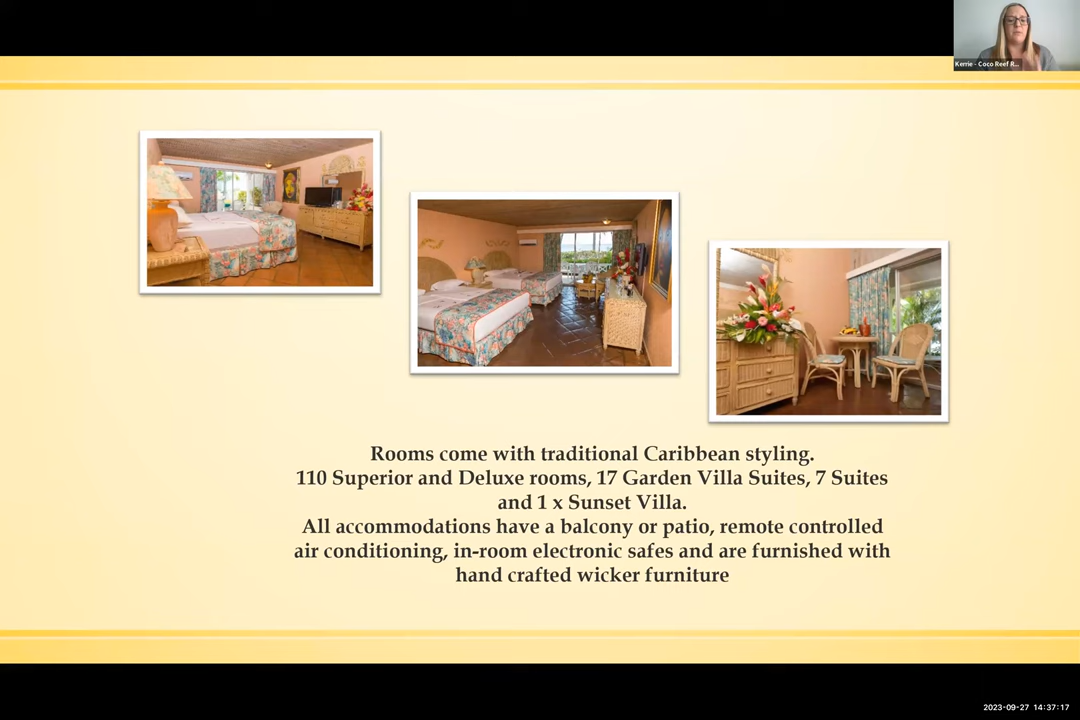 Kerrie - Coco Reef R...
Rooms come with traditional Caribbean styling.
110 Superior and Deluxe rooms, 17 Garden Villa Suites, 7 Suites
and 1 x Sunset Villa.
All accommodations have a balcony or patio, remote controlled
air conditioning, in-room electronic safes and are furnished with
hand crafted wicker furniture
2023-09-27 14:37:17